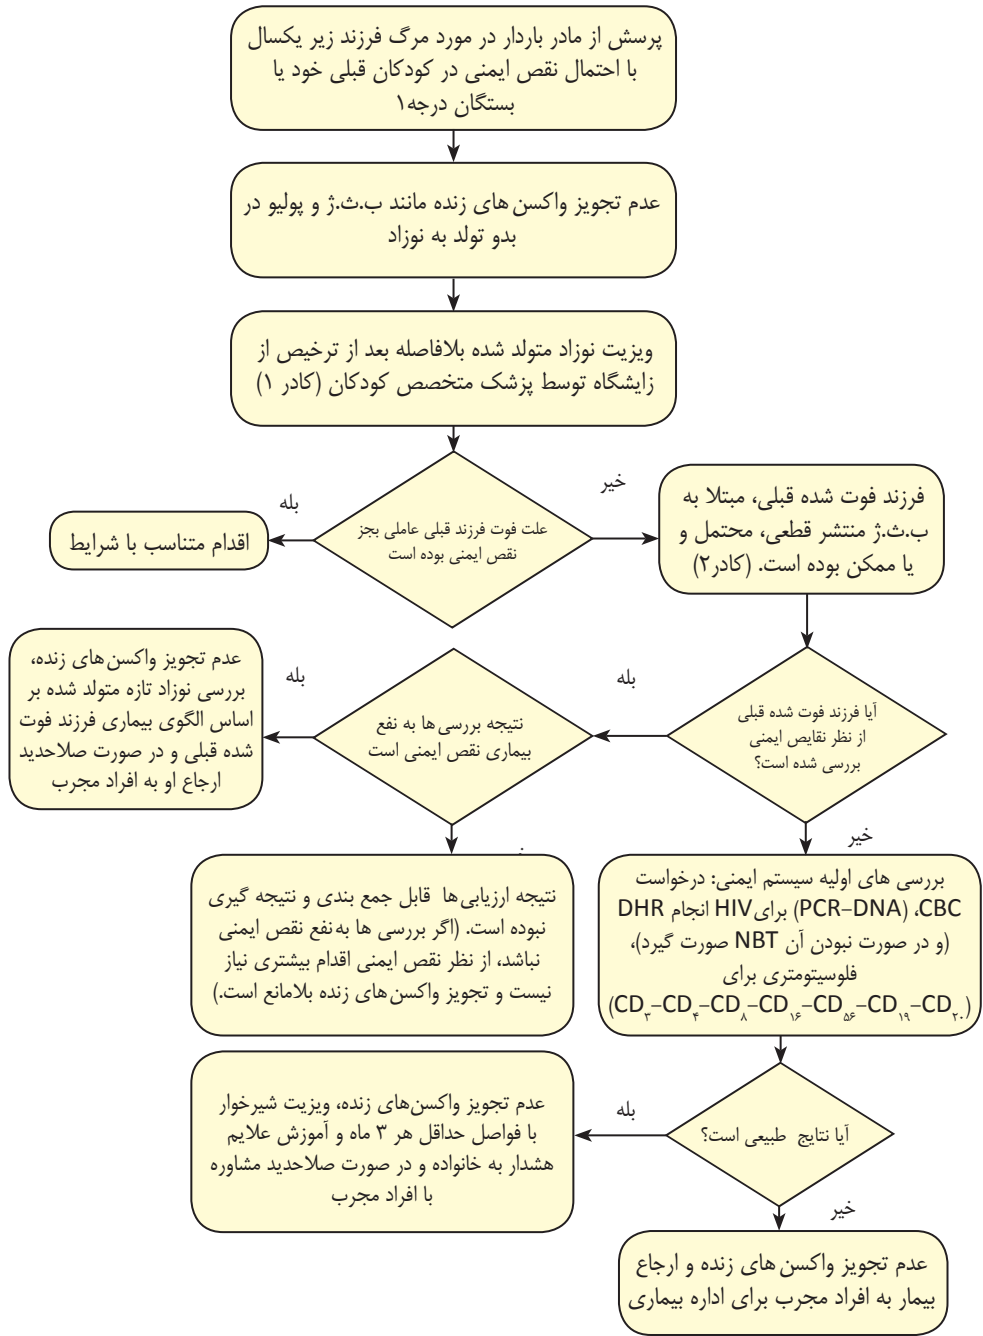 پرسش از مادر باردار در مورد مرگ فرزند زیر یکسال
با احتمال نقص ایمنی در کودکان قبلی خود یا
بستگان درجه۱
عدم تجویز واکسن های زنده مانند ب.ث.ژ و پولیو در
بدو تولد به نوزاد
ویزیت نوزاد متولد شده بلافاصله بعد از ترخیص از
زایشگاه توسط پزشک متخصص کودکان (کادر ۱)
علت فوت فرزند قبلی عاملی بجز
نقص ایمنی بوده است
بله
اقدام متناسب با شرایط
خیر
فرزند فوت شده قبلی، مبتلا به
ب.ث.ژ منتشر قطعی، محتمل و
یا ممکن بوده است. (کادر۲)
آیا فرزند فوت شده قبلی
از نظر نقایص ایمنی
بررسی شده است؟
بله
نتیجه بررسی ها به نفع
بیماری نقص ایمنی است
بله
عدم تجویز واکسن های زنده،
بررسی نوزاد تازه متولد شده بر
اساس الگوی بیماری فرزند فوت
شده قبلی و در صورت صلاحدید
ارجاع او به افراد مجرب
نتیجه ارزیابی ها قابل جمع بندی و نتیجه گیری
نبوده است. (اگر بررسی ها به نفع نقص ایمنی
نباشد، از نظر نقص ایمنی اقدام بیشتری نیاز
نیست و تجویز واکسن های زنده بلامانع است.)
خیر
بررسی های اولیه سیستم ایمنی: درخواست
CBC، (PCR-DNA) برای HIV انجام DHR
(و در صورت نبودن آن NBT صورت گیرد)،
فلوسیتومتری برای
(CD۳-CD۴-CD۸-CD۱۶-CD۵۶-CD۱۹-CD۲۰)
آیا نتایج طبیعی است؟
بله
عدم تجویز واکسن های زنده، ویزیت شیرخوار
با فواصل حداقل هر ۳ ماه و آموزش علایم
هشدار به خانواده و در صورت صلاحدید مشاوره
با افراد مجرب
خیر
عدم تجویز واکسن های زنده و ارجاع
بیمار به افراد مجرب برای اداره بیماری